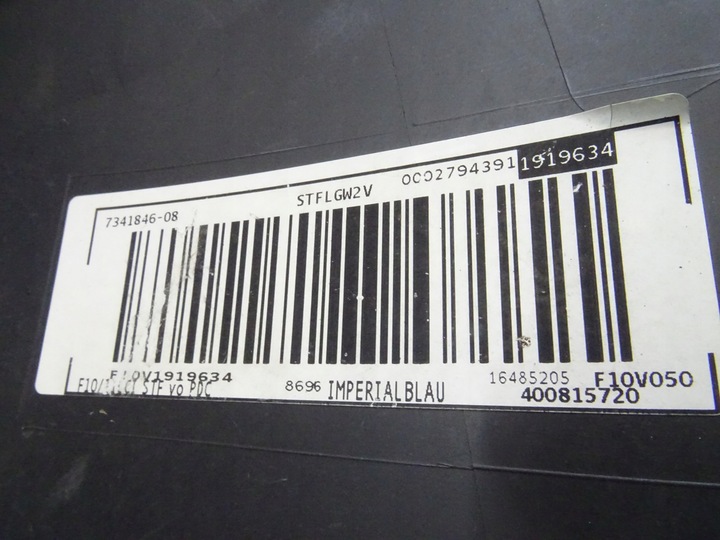 7341846-08 STFLGW2V 0002794391 1919634
F10V1919634 8696 IMPERIALBLAU 16485205 F10V050
STF VO PDC 400815720